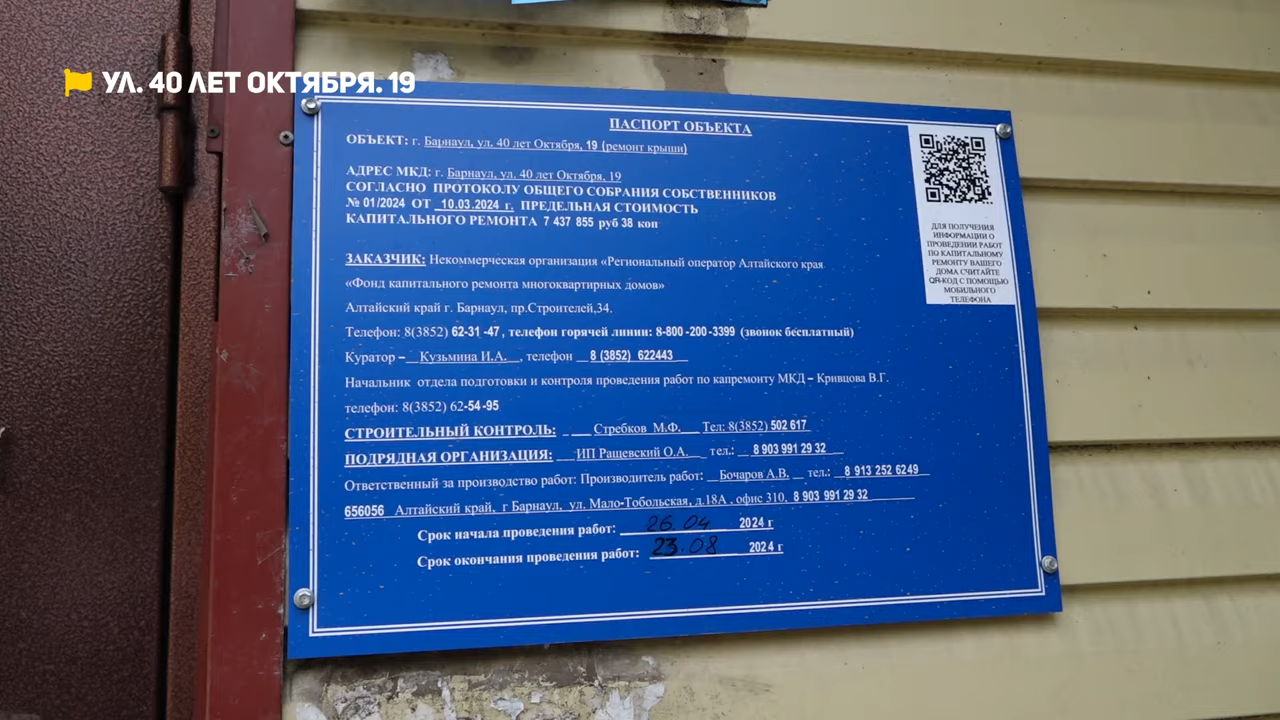 УЛ. 40 ЛЕТ ОКТЯБРЯ. 19
ПАСПОРТ ОБЪЕКТА
ОБЪЕКТ: г. Барнаул, ул. 40 лет Октября, 19 (ремонт крыши)
АДРЕС МКД: г. Барнаул, ул. 40 лет Октября, 19
СОГЛАСНО ПРОТОКОЛУ ОБЩЕГО СОБРАНИЯ СОБСТВЕННИКОВ
№ 01/2024 ОТ 10.03.2024 г. ПРЕДЕЛЬНАЯ СТОИМОСТЬ
КАПИТАЛЬНОГО РЕМОНТА 7 437 855 руб 38 коп
ЗАКАЗЧИК: Некоммерческая организация «Региональный оператор Алтайского края
«Фонд капитального ремонта многоквартирных домов»
Алтайский край г. Барнаул, пр.Строителей,34.
Телефон: 8(3852) 62-31-47, телефон горячей линии: 8-800-200-3399 (звонок бесплатный)
Куратор – Кузьмина И.А. , телефон 8 (3852) 622443
Начальник отдела подготовки и контроля проведения работ по капремонту МКД – Кривцова В.Г.
телефон: 8(3852) 62-54-95
СТРОИТЕЛЬНЫЙ КОНТРОЛЬ: Стребков М.Ф. Тел: 8(3852) 502 617
ПОДРЯДНАЯ ОРГАНИЗАЦИЯ: ИП Ращевский О.А. тел.: 8 903 991 29 32
Ответственный за производство работ: Производитель работ: Бочаров А.В. тел.: 8 913 252 6249
656056 Алтайский край, г Барнаул, ул. Мало-Тобольская, д.18А , офис 310, 8 903 991 29 32
Срок начала проведения работ: 26.04 2024 г
Срок окончания проведения работ: 23.08 2024 г
ДЛЯ ПОЛУЧЕНИЯ
ИНФОРМАЦИИ О
ПРОВЕДЕНИИ РАБОТ
ПО КАПИТАЛЬНОМУ
РЕМОНТУ ВАШЕГО
ДОМА СЧИТАЙТЕ
QR-КОД С ПОМОЩЬЮ
МОБИЛЬНОГО
ТЕЛЕФОНА